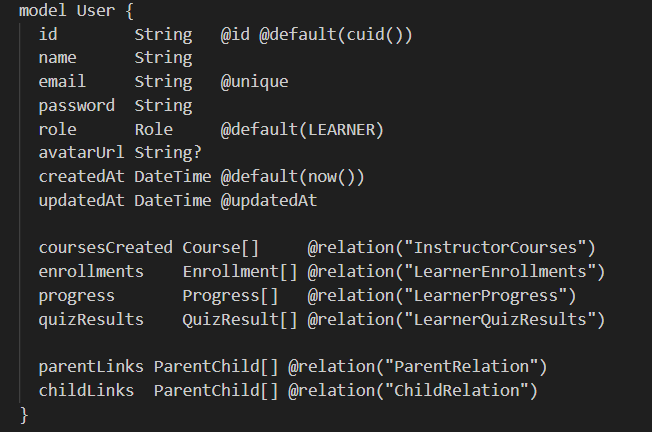 model User {
  id        String   @id @default(cuid())
  name      String
  email     String   @unique
  password  String
  role      Role     @default(LEARNER)
  avatarUrl String?
  createdAt DateTime @default(now())
  updatedAt DateTime @updatedAt

  coursesCreated Course[]     @relation("InstructorCourses")
  enrollments    Enrollment[] @relation("LearnerEnrollments")
  progress       Progress[]   @relation("LearnerProgress")
  quizResults    QuizResult[] @relation("LearnerQuizResults")

  parentLinks ParentChild[] @relation("ParentRelation")
  childLinks  ParentChild[] @relation("ChildRelation")
}